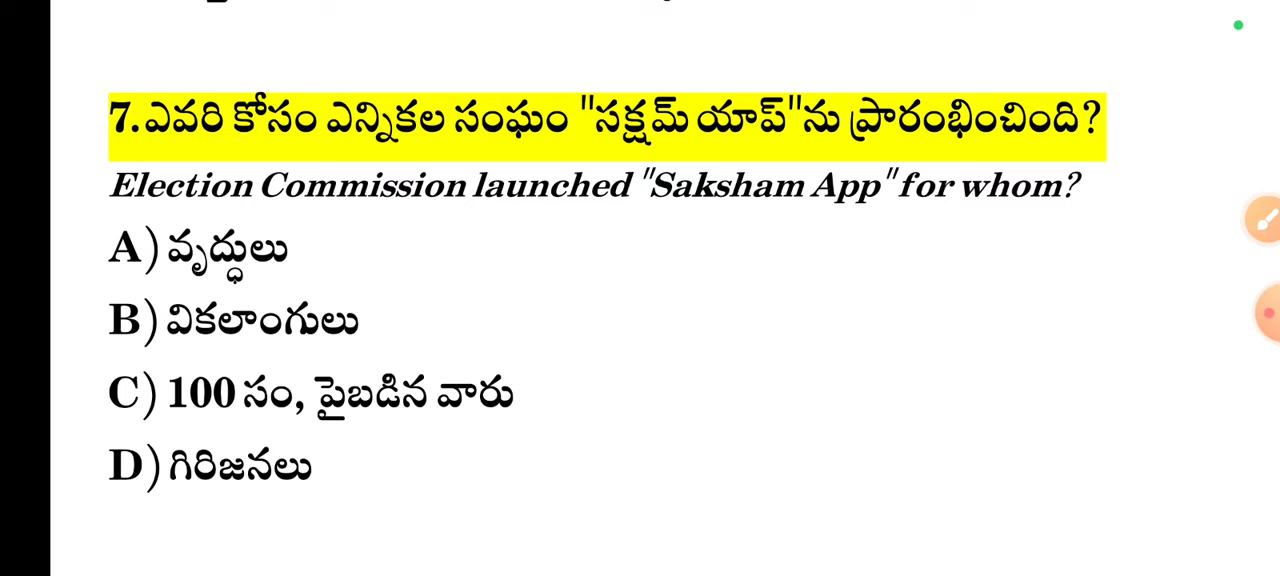 7.ఎవరి కోసం ఎన్నికల సంఘం "సక్షమ్ యాప్"ను ప్రారంభించింది?
Election Commission launched "Saksham App" for whom?
A) వృద్ధులు
B) వికలాంగులు
C) 100 సం, పైబడిన వారు
D) గిరిజనలు